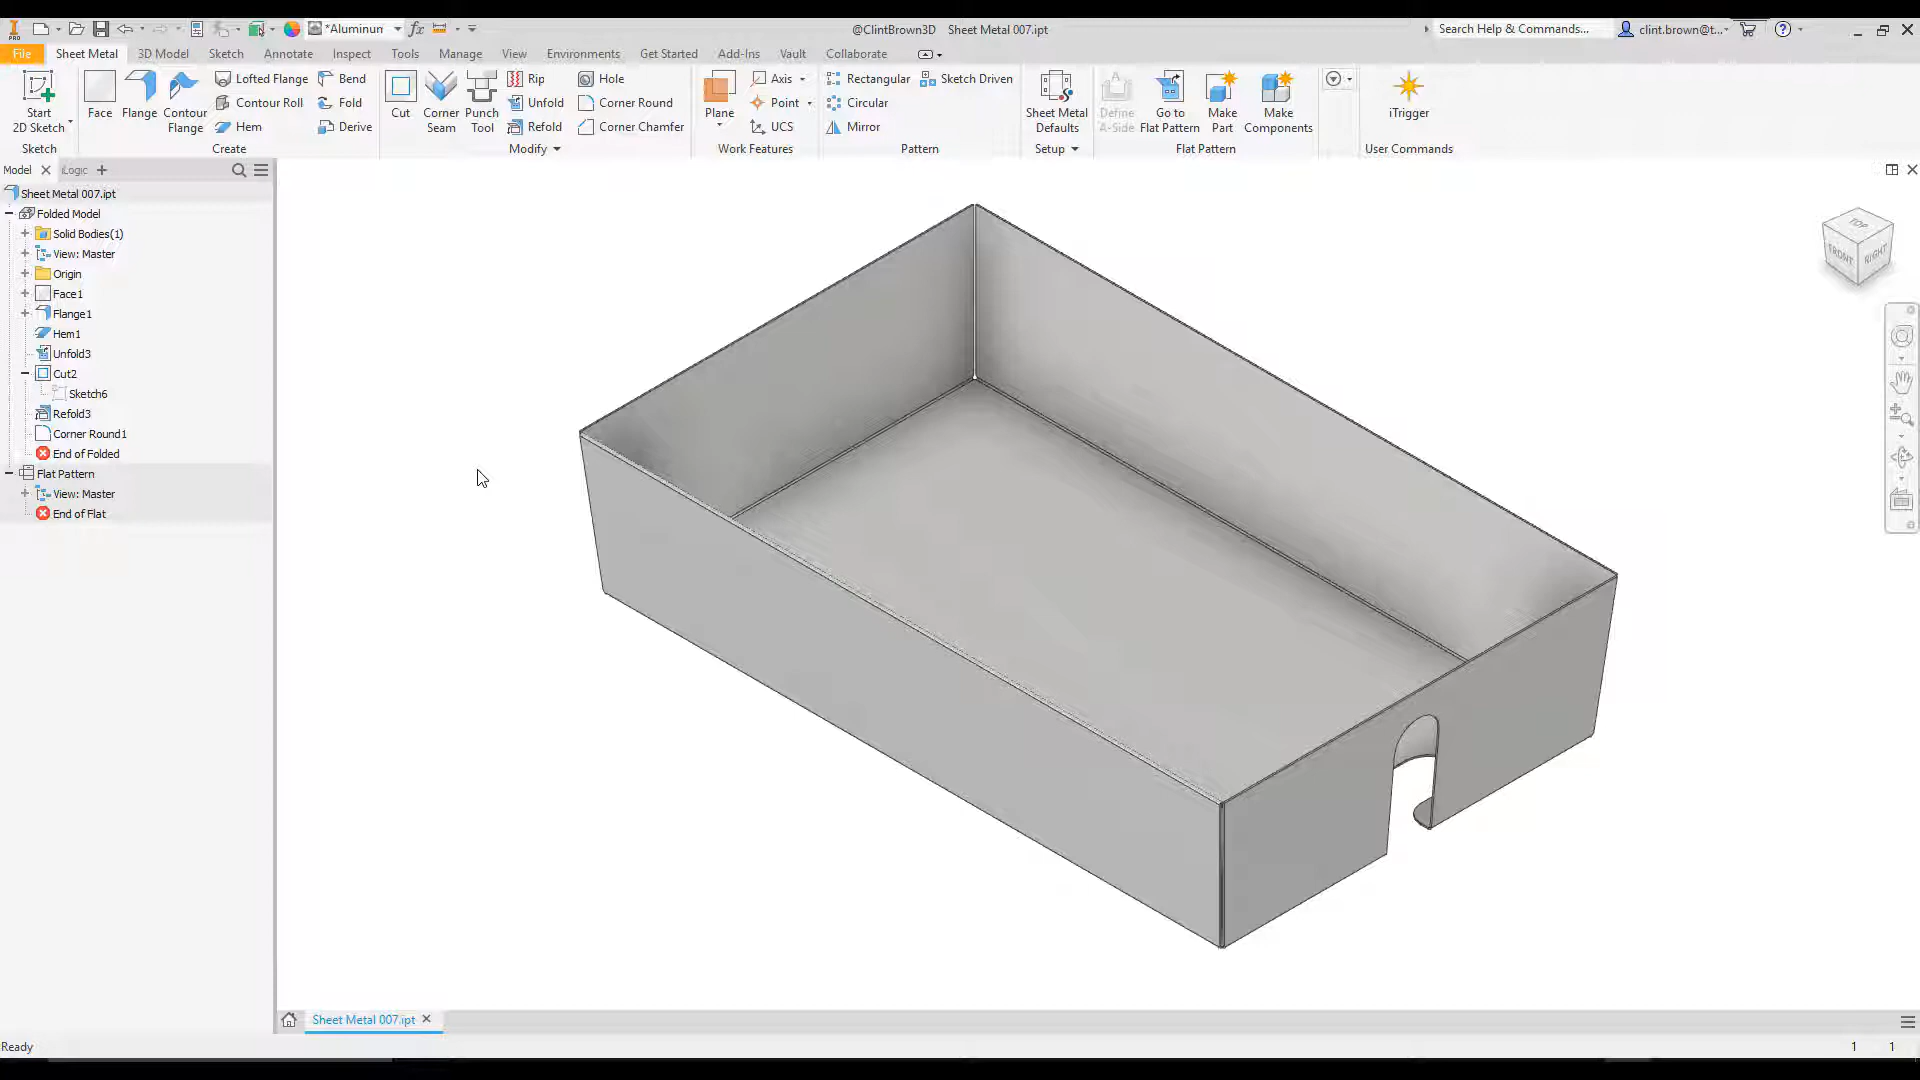 PRO
*Aluminum
fx
@ClintBrown3D Sheet Metal 007.ipt
Search Help & Commands...
clint.brown@t...
File Sheet Metal 3D Model Sketch Annotate Inspect Tools Manage View Get Started Environments Add-Ins Vault Collaborate
Start
2D Sketch
Sketch
Face
Flange
Contour
Flange
Lofted Flange
Contour Roll
Hem
Bend
Fold
Derive
Create
Cut
Corner
Seam
Punch
Tool
Rip
Unfold
Refold
Hole
Corner Round
Corner Chamfer
Modify
Plane
Axis
Point
UCS
Work Features
Rectangular
Circular
Mirror
Sketch Driven
Pattern
Sheet Metal
Defaults
Setup
Define
A-Side
Go to
Flat Pattern
Make
Part
Make
Components
Flat Pattern
iTrigger
User Commands
Model iLogic
Sheet Metal 007.ipt
Folded Model
Solid Bodies(1)
View: Master
Origin
Face1
Flange1
Hem1
Unfold3
Cut2
Sketch6
Refold3
Corner Round1
End of Folded
Flat Pattern
View: Master
End of Flat
TOP
FRONT RIGHT
Sheet Metal 007.ipt
Ready
1 1